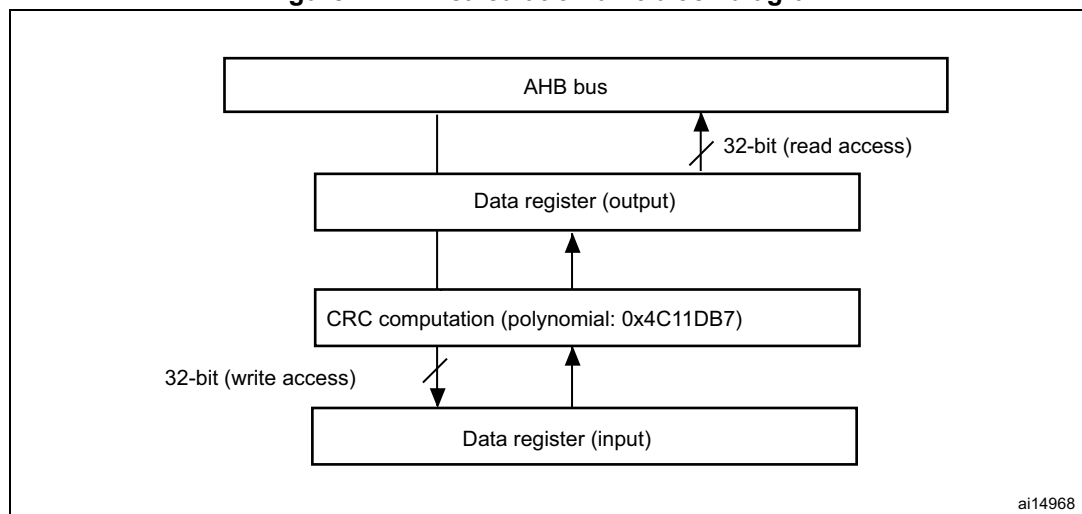 AHB bus
32-bit (read access)
Data register (output)
CRC computation (polynomial: 0x4C11DB7)
32-bit (write access)
Data register (input)
ai14968